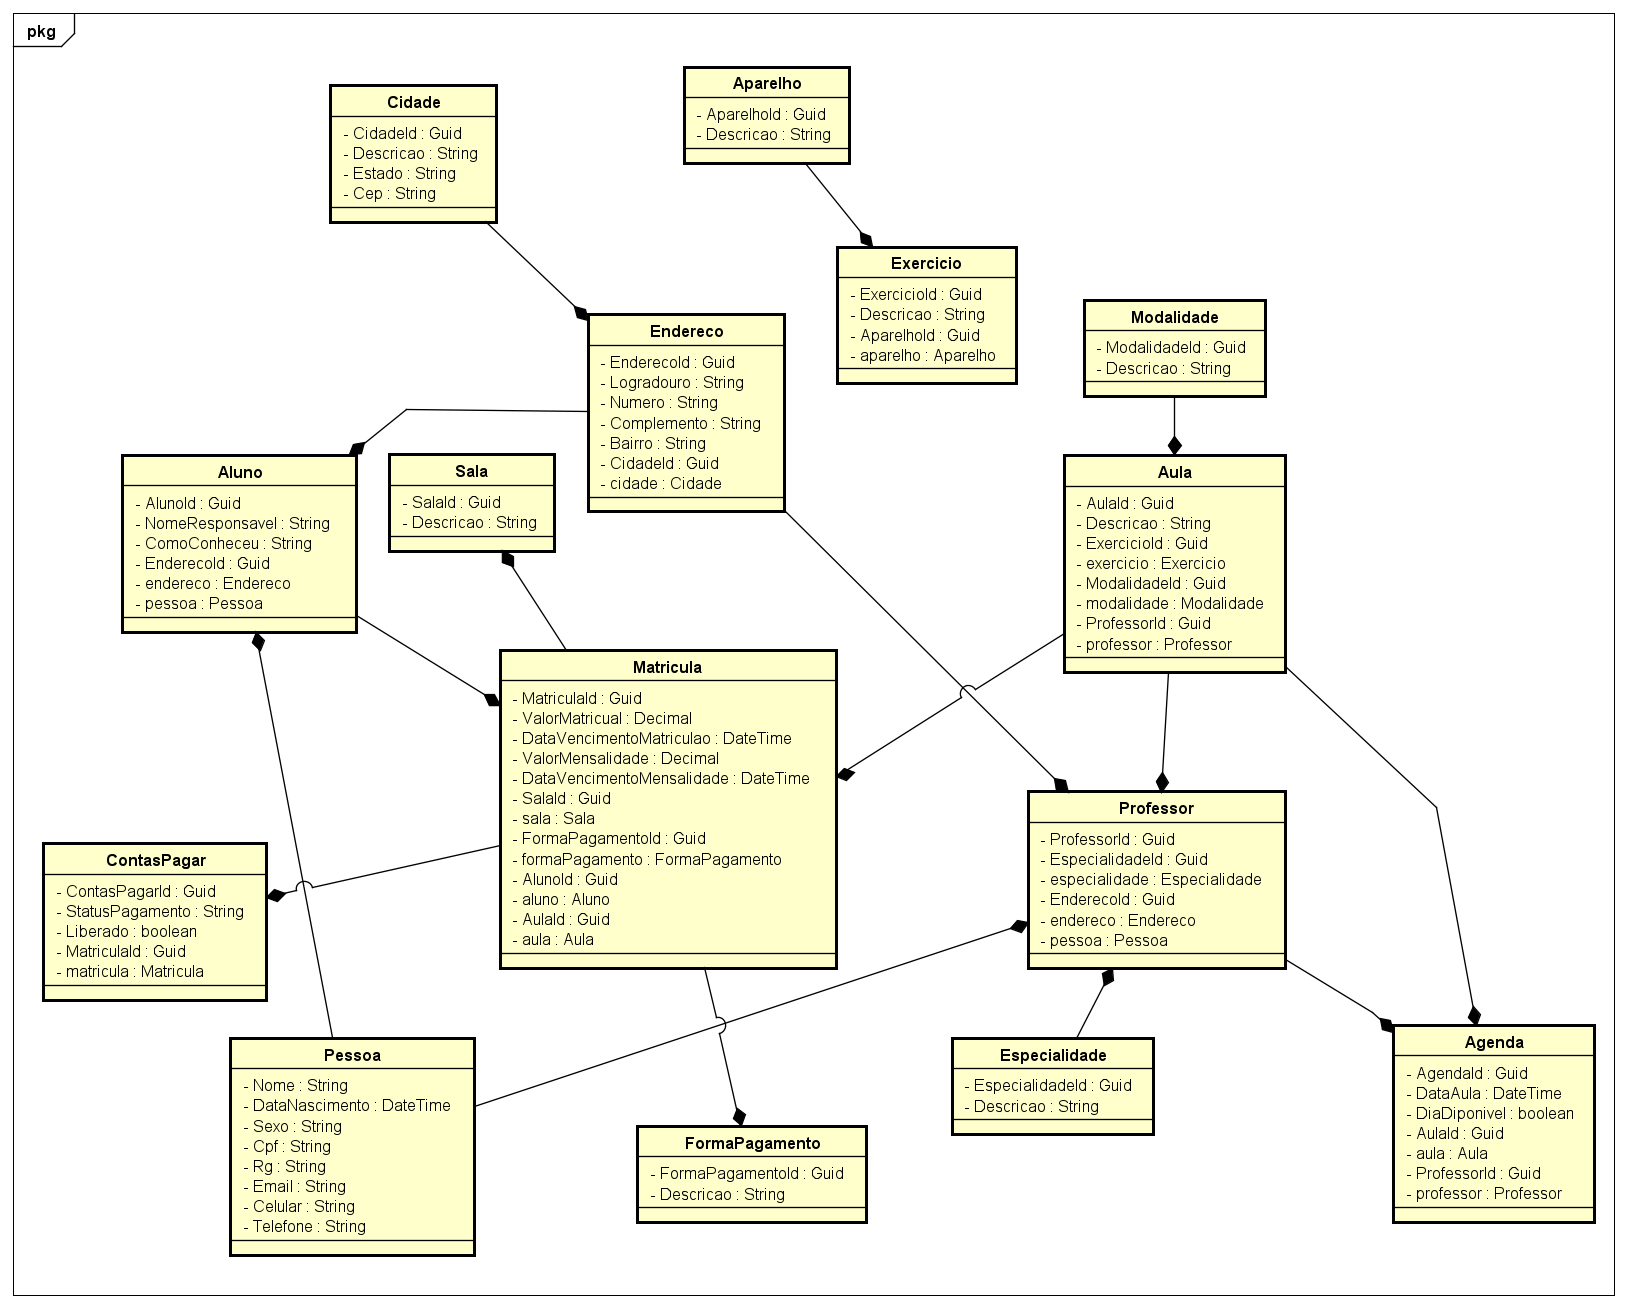 pkg
Cidade
- CidadeId : Guid
- Descricao : String
- Estado : String
- Cep : String
Aparelho
- AparelhoId : Guid
- Descricao : String
Exercicio
- ExercicioId : Guid
- Descricao : String
- AparelhoId : Guid
- aparelho : Aparelho
Endereco
- EnderecoId : Guid
- Logradouro : String
- Numero : String
- Complemento : String
- Bairro : String
- CidadeId : Guid
- cidade : Cidade
Modalidade
- ModalidadeId : Guid
- Descricao : String
Aluno
- AlunoId : Guid
- NomeResponsavel : String
- ComoConheceu : String
- EnderecoId : Guid
- endereco : Endereco
- pessoa : Pessoa
Sala
- SalaId : Guid
- Descricao : String
Aula
- AulaId : Guid
- Descricao : String
- ExercicioId : Guid
- exercicio : Exercicio
- ModalidadeId : Guid
- modalidade : Modalidade
- ProfessorId : Guid
- professor : Professor
Matricula
- MatriculaId : Guid
- ValorMatricual : Decimal
- DataVencimentoMatriculao : DateTime
- ValorMensalidade : Decimal
- DataVencimentoMensalidade : DateTime
- SalaId : Guid
- sala : Sala
- FormaPagamentoId : Guid
- formaPagamento : FormaPagamento
- AlunoId : Guid
- aluno : Aluno
- AulaId : Guid
- aula : Aula
Professor
- ProfessorId : Guid
- EspecialidadeId : Guid
- especialidade : Especialidade
- EnderecoId : Guid
- endereco : Endereco
- pessoa : Pessoa
ContasPagar
- ContasPagarId : Guid
- StatusPagamento : String
- Liberado : boolean
- MatriculaId : Guid
- matricula : Matricula
Pessoa
- Nome : String
- DataNascimento : DateTime
- Sexo : String
- Cpf : String
- Rg : String
- Email : String
- Celular : String
- Telefone : String
FormaPagamento
- FormaPagamentoId : Guid
- Descricao : String
Especialidade
- EspecialidadeId : Guid
- Descricao : String
Agenda
- AgendaId : Guid
- DataAula : DateTime
- DiaDiponivel : boolean
- AulaId : Guid
- aula : Aula
- ProfessorId : Guid
- professor : Professor